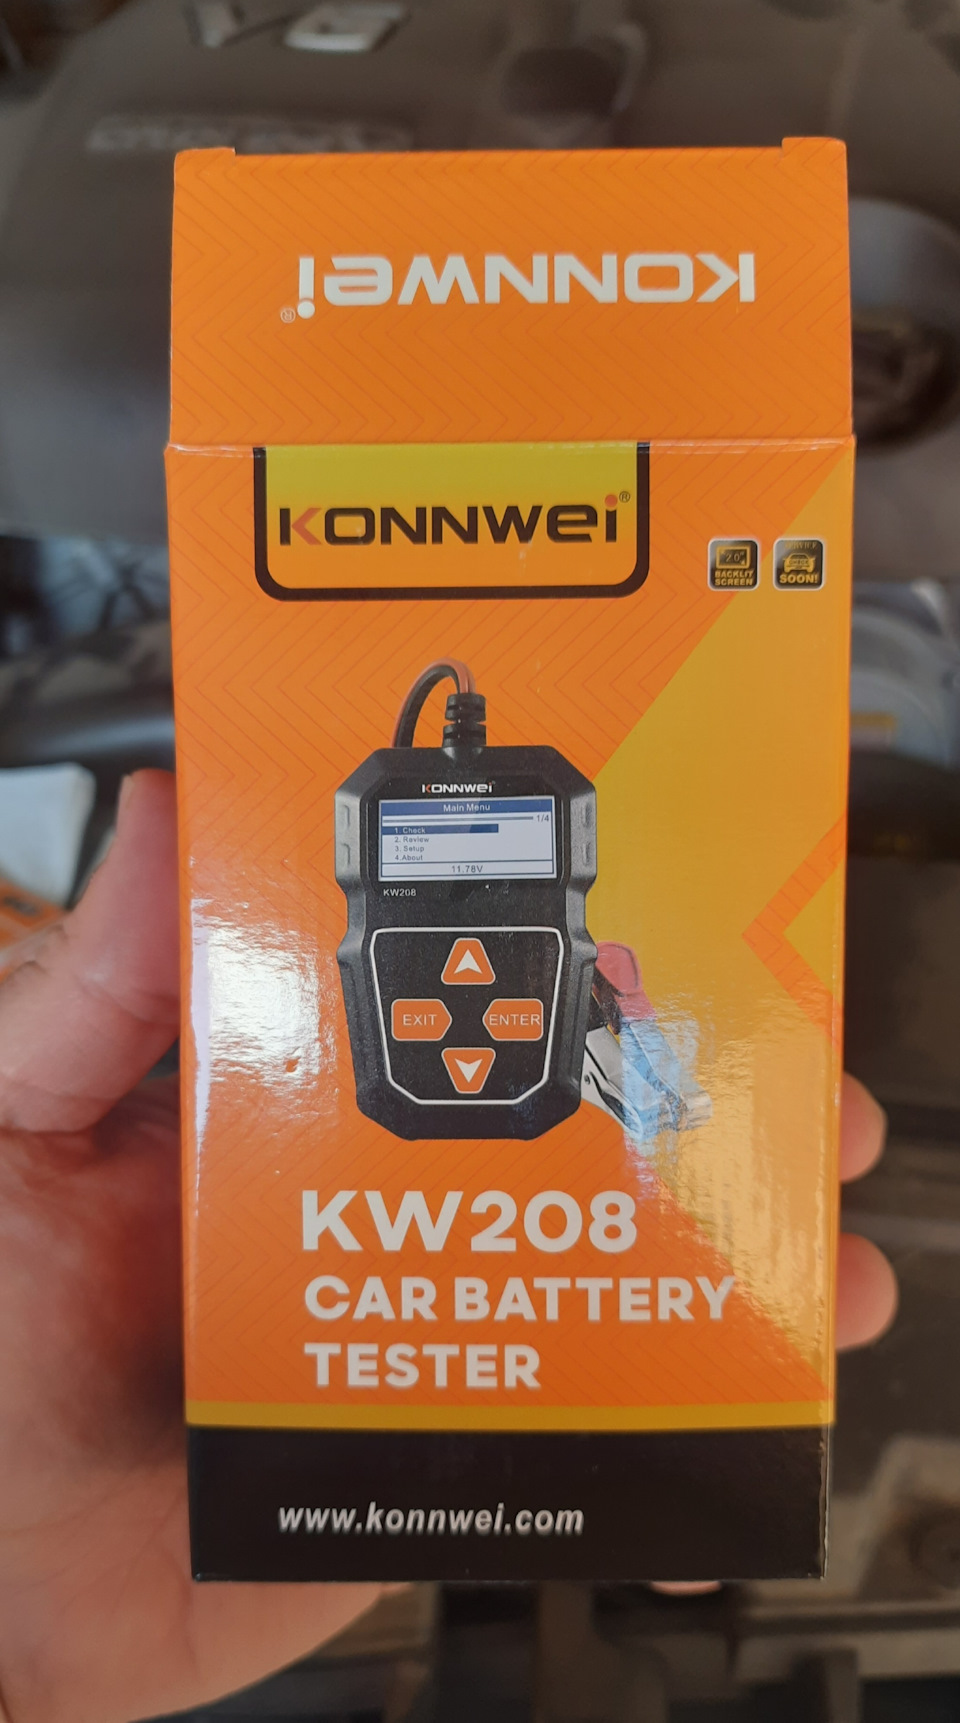 V6
KONNWEI®
KONNWEI®
2.0"
BACKLIT
SCREEN
SOON!
KONNWEI
Main Menu
1/4
1. Check
2. Review
3. Setup
4.About
11.78V
KW208
EXIT
ENTER
KW208
CAR BATTERY
TESTER
www.konnwei.com